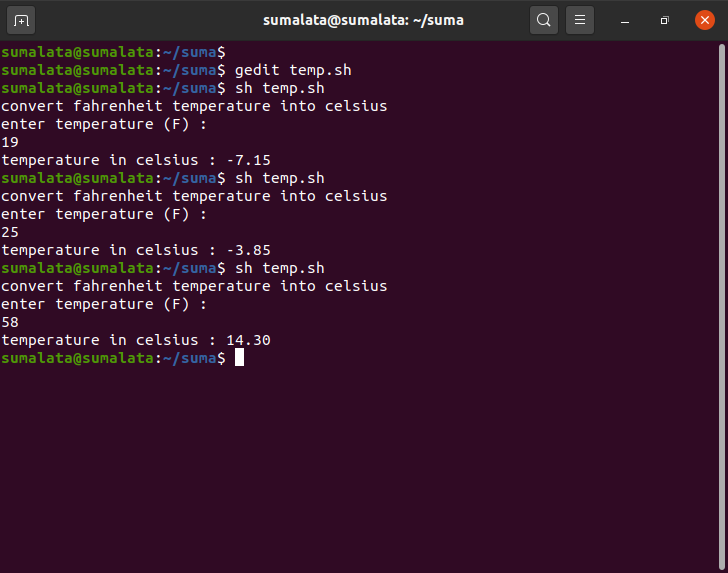 sumalata@sumalata: ~/suma
sumalata@sumalata:~/suma$
sumalata@sumalata:~/suma$ gedit temp.sh
sumalata@sumalata:~/suma$ sh temp.sh
convert fahrenheit temperature into celsius
enter temperature (F) :
19
temperature in celsius : -7.15
sumalata@sumalata:~/suma$ sh temp.sh
convert fahrenheit temperature into celsius
enter temperature (F) :
25
temperature in celsius : -3.85
sumalata@sumalata:~/suma$ sh temp.sh
convert fahrenheit temperature into celsius
enter temperature (F) :
58
temperature in celsius : 14.30
sumalata@sumalata:~/suma$